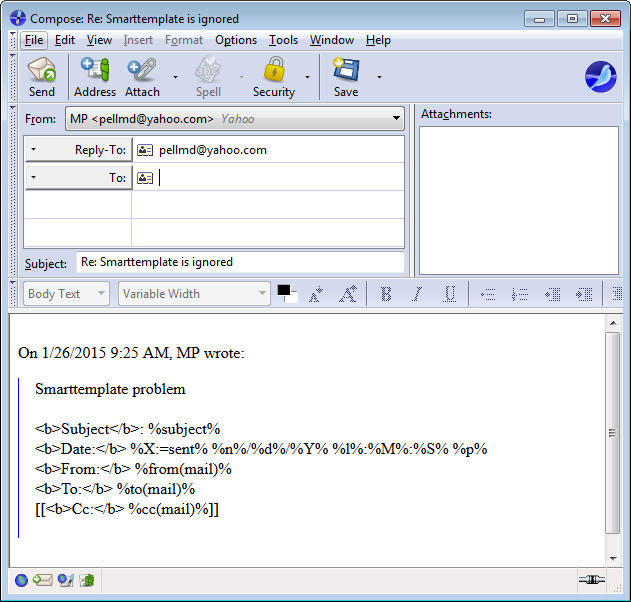 Compose: Re: Smarttemplate is ignored
File Edit View Insert Format Options Tools Window Help
Send Address Attach Spell Security Save
From: MP <pellmd@yahoo.com> Yahoo
Attachments:
Reply-To: pellmd@yahoo.com
To:
Subject: Re: Smarttemplate is ignored
Body Text Variable Width A A B I U
On 1/26/2015 9:25 AM, MP wrote:
Smarttemplate problem
<b>Subject</b>: %subject%
<b>Date:</b> %X:=sent% %n%/%d%/%Y% %l%:%M%:%S% %p%
<b>From:</b> %from(mail)%
<b>To:</b> %to(mail)%
[[<b>Cc:</b> %cc(mail)%]]